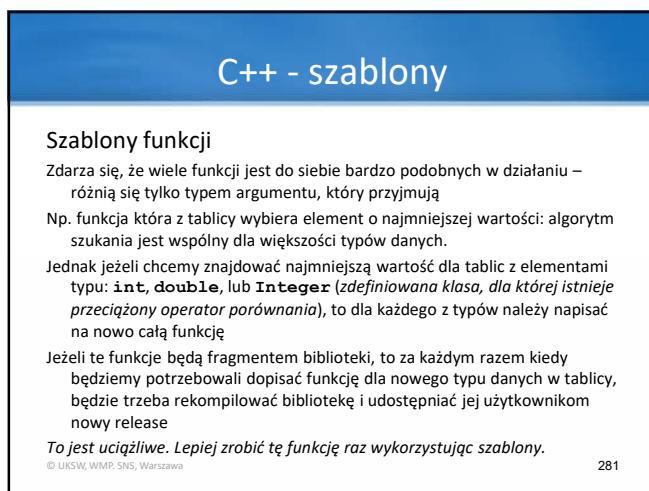 C++ - szablony
Szablony funkcji
Zdarza się, że wiele funkcji jest do siebie bardzo podobnych w działaniu –
różnią się tylko typem argumentu, który przyjmują
Np. funkcja która z tablicy wybiera element o najmniejszej wartości: algorytm
szukania jest wspólny dla większości typów danych.
Jednak jeżeli chcemy znajdować najmniejszą wartość dla tablic z elementami
typu: int, double, lub Integer (zdefiniowana klasa, dla której istnieje
przeciążony operator porównania), to dla każdego z typów należy napisać
na nowo całą funkcję
Jeżeli te funkcje będą fragmentem biblioteki, to za każdym razem kiedy
będziemy potrzebowali dopisać funkcję dla nowego typu danych w tablicy,
będzie trzeba rekompilować bibliotekę i udostępniać jej użytkownikom
nowy release
To jest uciążliwe. Lepiej zrobić tę funkcję raz wykorzystując szablony.
© UKSW, WMP. SNS, Warszawa 281